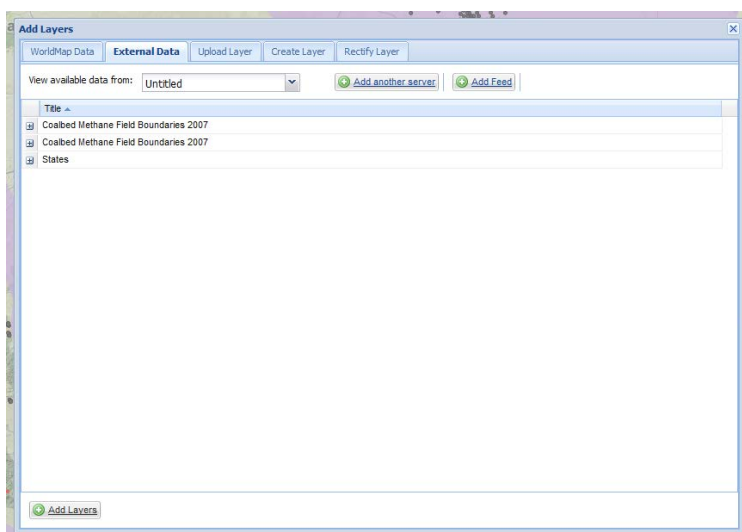 Add Layers
WorldMap Data External Data Upload Layer Create Layer Rectify Layer
View available data from: Untitled Add another server Add Feed
Title
Coalbed Methane Field Boundaries 2007
Coalbed Methane Field Boundaries 2007
States
Add Layers